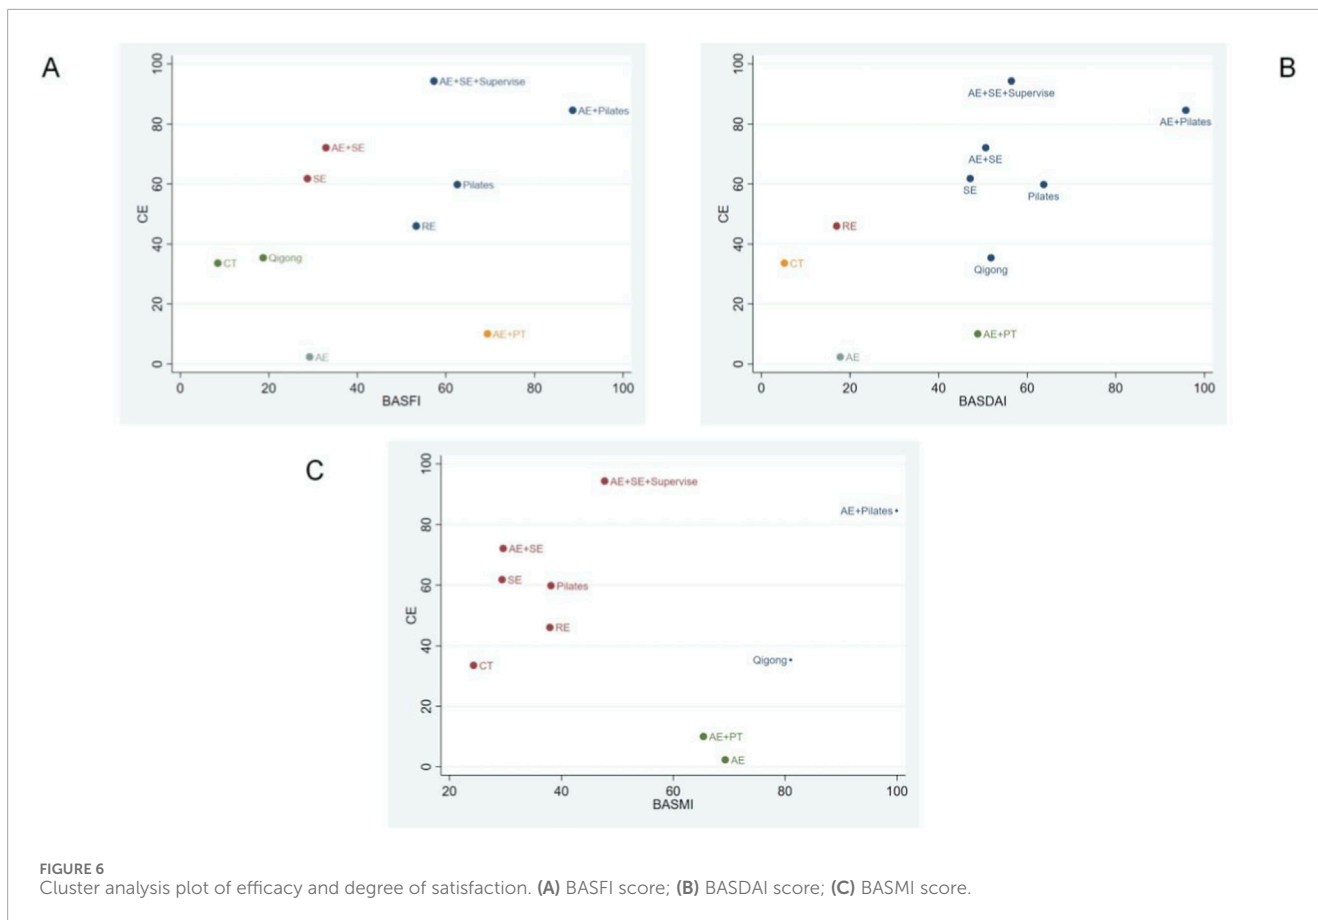 A
100
80
60
40
20
0
CE
AE+SE+Supervise
AE+Pilates
AE+SE
SE
Pilates
RE
CT
Qigong
AE+PT
AE
0 20 40 60 80 100
BASFI
B
100
80
60
40
20
0
CE
AE+SE+Supervise
AE+Pilates
AE+SE
SE
Pilates
RE
CT
Qigong
AE+PT
AE
0 20 40 60 80 100
BASDAI
C
100
80
60
40
20
0
CE
AE+SE+Supervise
AE+Pilates
AE+SE
SE
Pilates
RE
CT
Qigong
AE+PT
AE
20 40 60 80 100
BASMI
FIGURE 6
Cluster analysis plot of efficacy and degree of satisfaction. (A) BASFI score; (B) BASDAI score; (C) BASMI score.